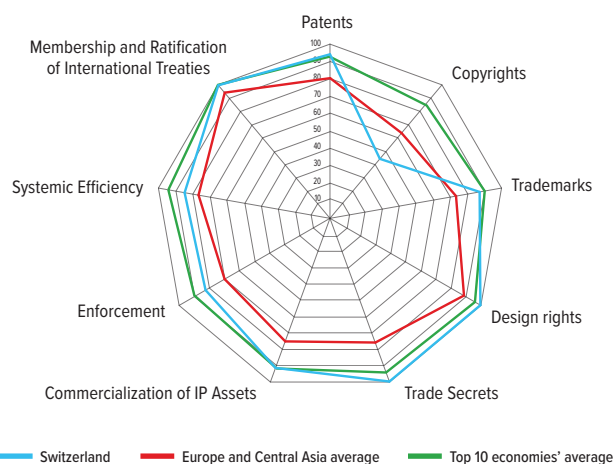 Patents
Membership and Ratification
of International Treaties
Copyrights
100
90
80
70
60
50
40
30
20
10
Systemic Efficiency
Trademarks
Enforcement
Design rights
Commercialization of IP Assets
Trade Secrets
Switzerland
Europe and Central Asia average
Top 10 economies’ average